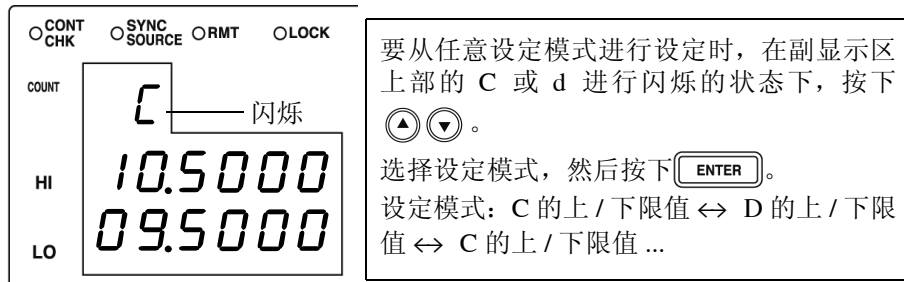 CONT CHK
SYNC SOURCE
RMT
LOCK
COUNT
C
闪烁
HI
10.5000
LO
09.5000
要从任意设定模式进行设定时，在副显示区
上部的 C 或 d 进行闪烁的状态下，按下
。
选择设定模式，然后按下 ENTER 。
设定模式：C 的上 / 下限值 ↔ D 的上 / 下限
值 ↔ C 的上 / 下限值 ...